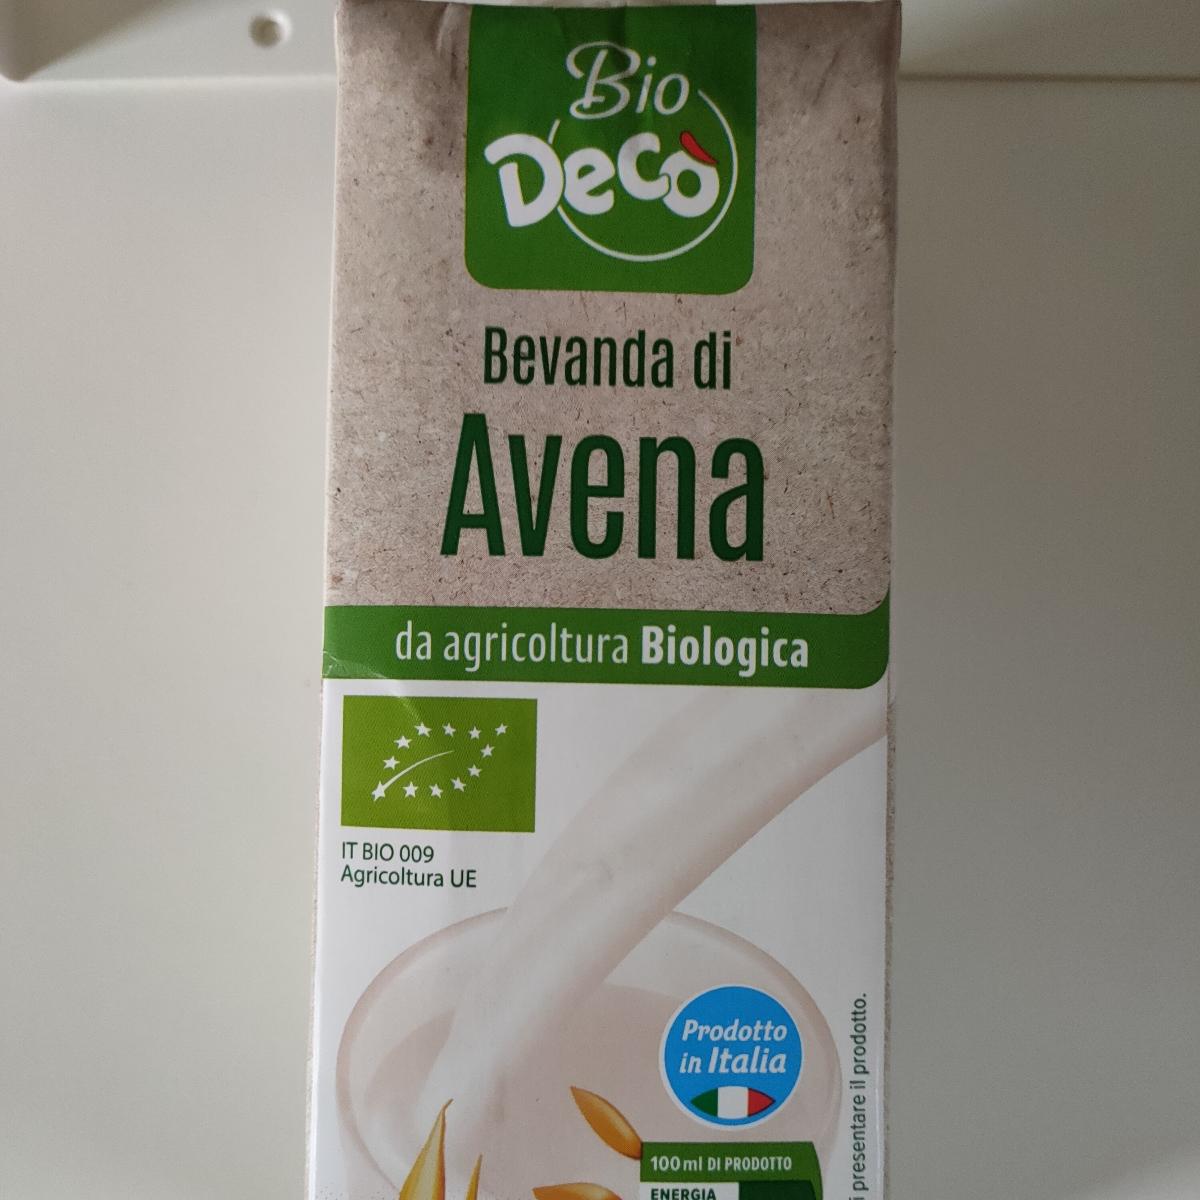 Bio
Decò
Bevanda di
Avena
da agricoltura Biologica
IT BIO 009
Agricoltura UE
Prodotto
in Italia
100 ml DI PRODOTTO
ENERGIA
presentare il prodotto.